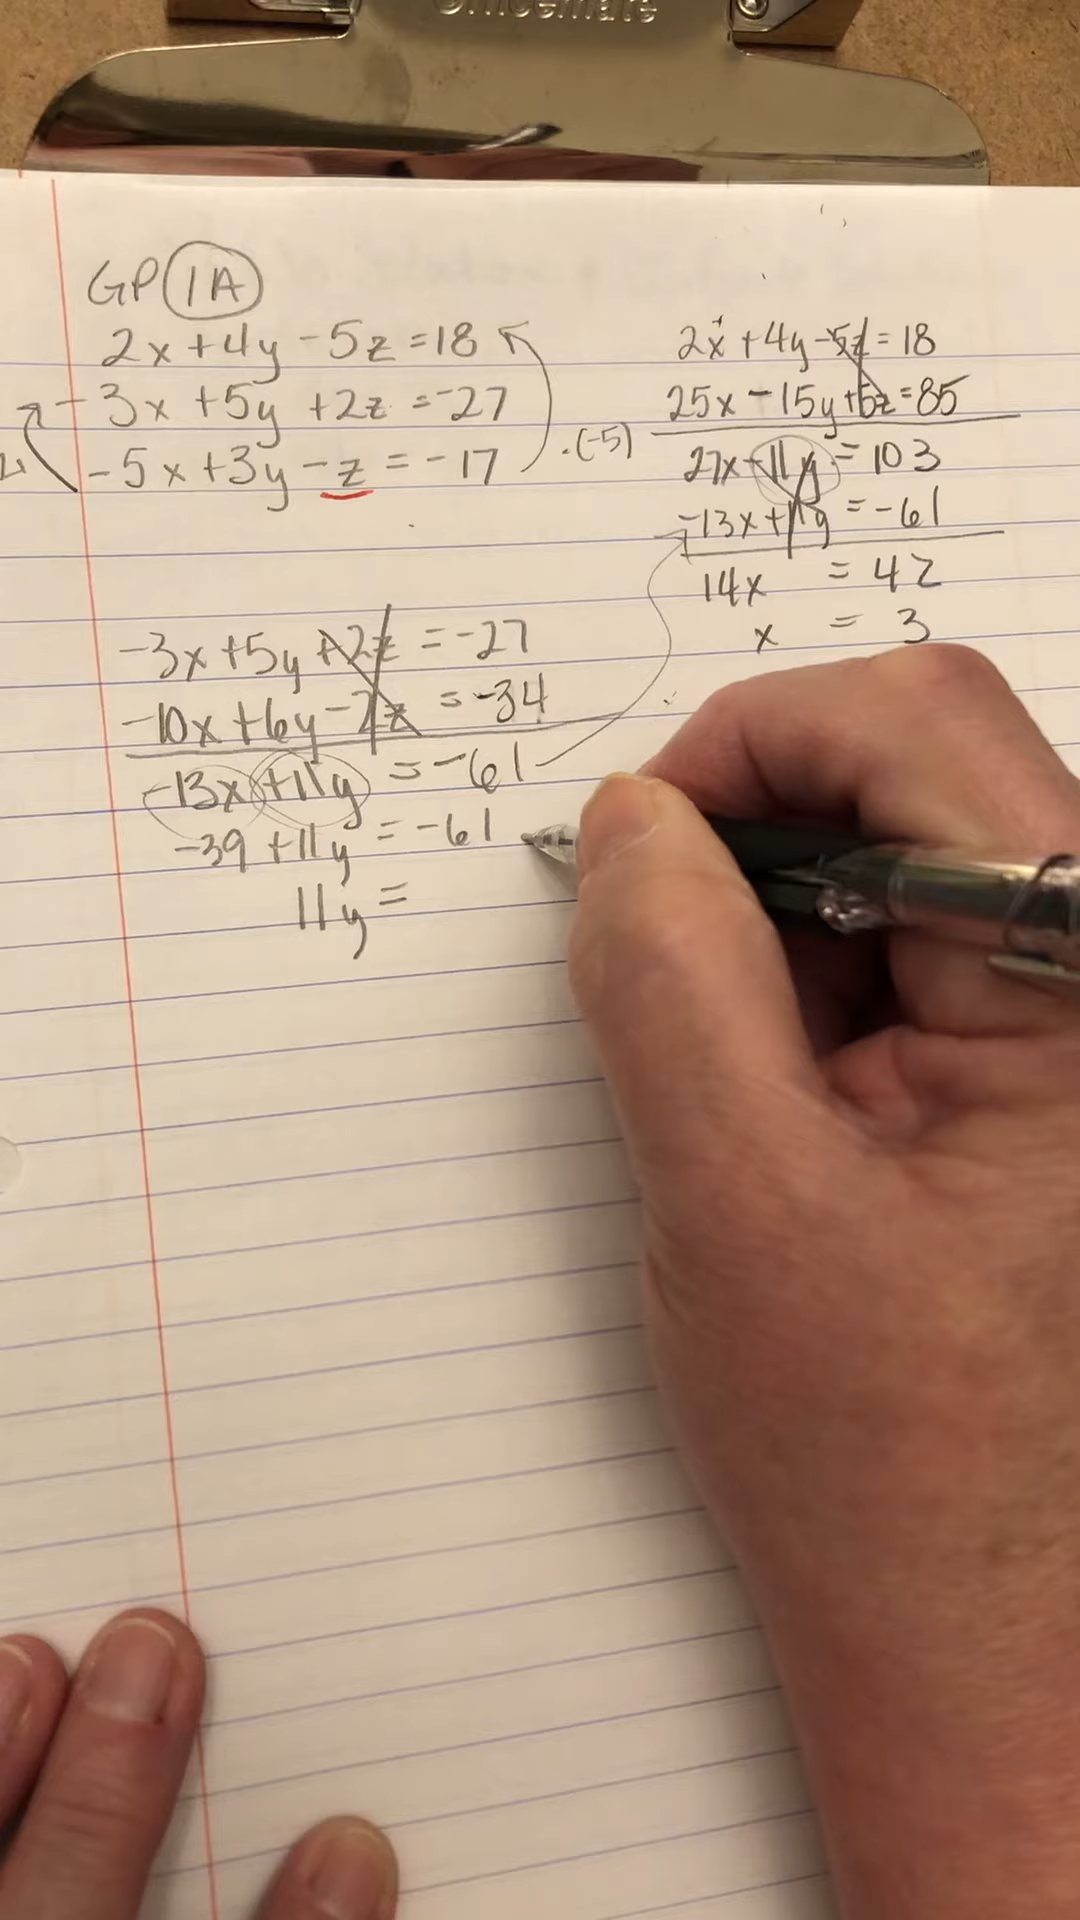 Officemate
GP 1A
2x+4y-5z=18
-3x+5y+2z=-27
-5x+3y-z=-17
.(-5)
2x+4y-5z=18
25x-15y+5z=85
27x-11y=103
-13x+11y=-61
14x=42
x=3
-3x+5y+2z=-27
-10x+6y-2z=-34
-13x+11y=-61
-39+11y=-61
11y=